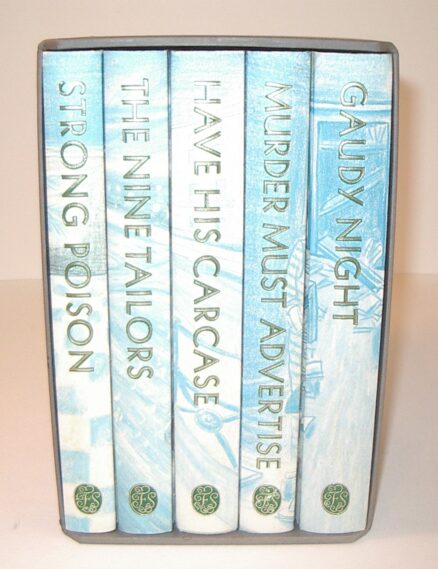 STRONG POISON
THE NINE TAILORS
HAVE HIS CARCASE
MURDER MUST ADVERTISE
GAUDY NIGHT